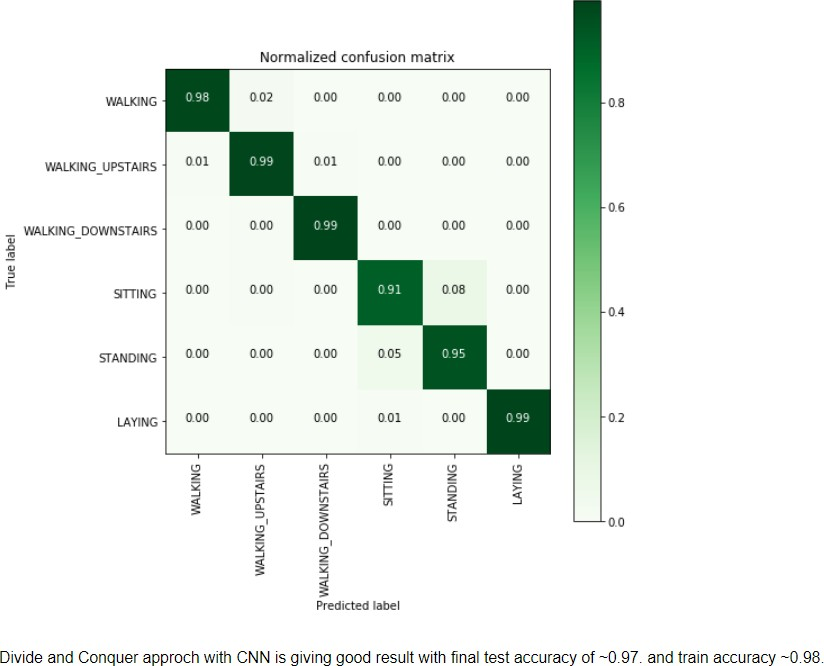 Normalized confusion matrix
WALKING 0.98 0.02 0.00 0.00 0.00 0.00
WALKING_UPSTAIRS 0.01 0.99 0.01 0.00 0.00 0.00
WALKING_DOWNSTAIRS 0.00 0.00 0.99 0.00 0.00 0.00
SITTING 0.00 0.00 0.00 0.91 0.08 0.00
STANDING 0.00 0.00 0.00 0.05 0.95 0.00
LAYING 0.00 0.00 0.00 0.01 0.00 0.99
True label
WALKING
WALKING_UPSTAIRS
WALKING_DOWNSTAIRS
SITTING
STANDING
LAYING
Predicted label
0.8
0.6
0.4
0.2
0.0
Divide and Conquer approch with CNN is giving good result with final test accuracy of ~0.97. and train accuracy ~0.98.